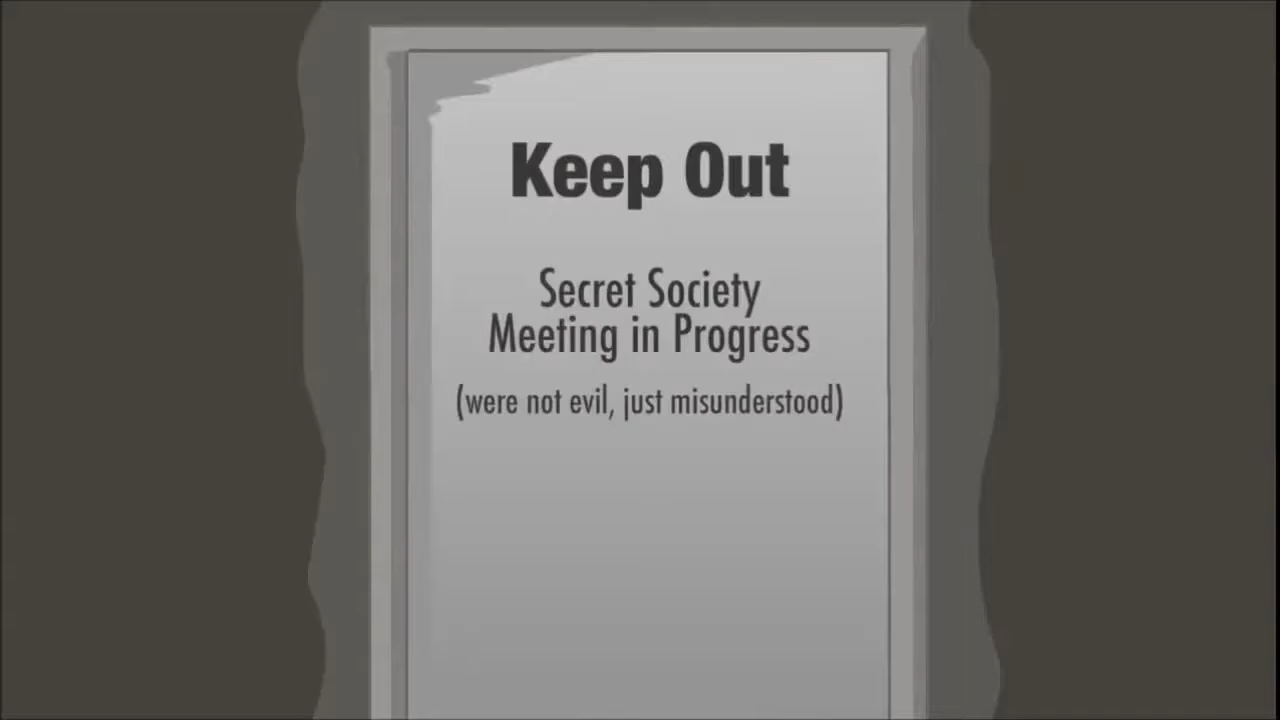 Keep Out
Secret Society
Meeting in Progress
(were not evil, just misunderstood)